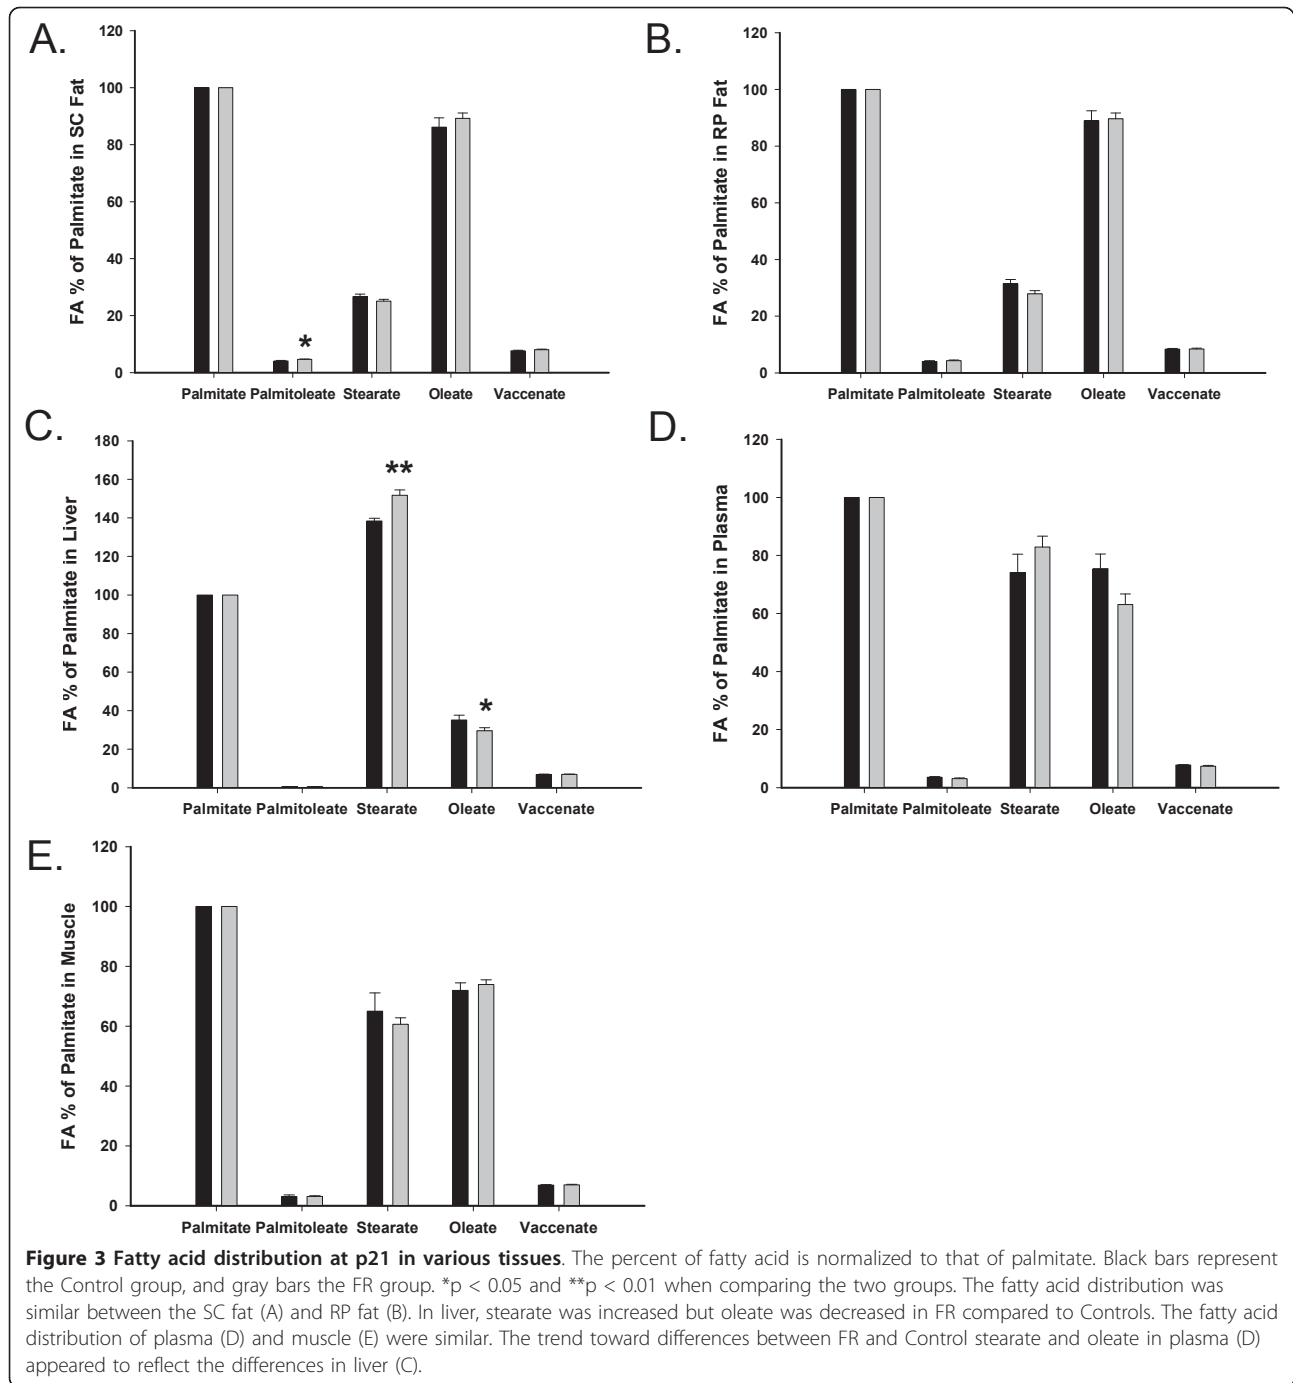 A.
FA % of Palmitate in SC Fat
120
100
80
60
40
20
0
*
Palmitate Palmitoleate Stearate Oleate Vaccenate
B.
FA % of Palmitate in RP Fat
120
100
80
60
40
20
0
Palmitate Palmitoleate Stearate Oleate Vaccenate
C.
FA % of Palmitate in Liver
180
160
140
120
100
80
60
40
20
0
**
*
Palmitate Palmitoleate Stearate Oleate Vaccenate
D.
FA % of Palmitate in Plasma
120
100
80
60
40
20
0
Palmitate Palmitoleate Stearate Oleate Vaccenate
E.
FA % of Palmitate in Muscle
120
100
80
60
40
20
0
Palmitate Palmitoleate Stearate Oleate Vaccenate
Figure 3 Fatty acid distribution at p21 in various tissues. The percent of fatty acid is normalized to that of palmitate. Black bars represent
the Control group, and gray bars the FR group. *p < 0.05 and **p < 0.01 when comparing the two groups. The fatty acid distribution was
similar between the SC fat (A) and RP fat (B). In liver, stearate was increased but oleate was decreased in FR compared to Controls. The fatty acid
distribution of plasma (D) and muscle (E) were similar. The trend toward differences between FR and Control stearate and oleate in plasma (D)
appeared to reflect the differences in liver (C).